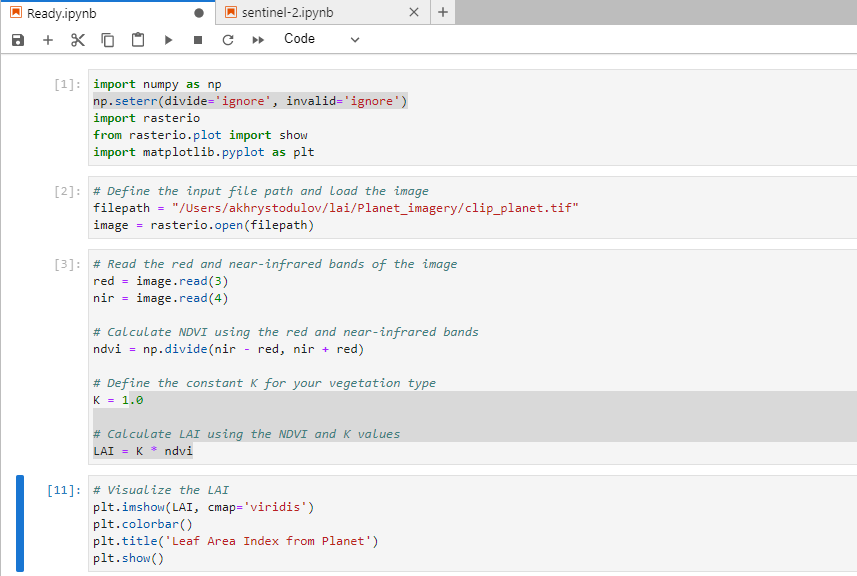 Ready.ipynb
sentinel-2.ipynb
Code
[1]:
import numpy as np
np.seterr(divide='ignore', invalid='ignore')
import rasterio
from rasterio.plot import show
import matplotlib.pyplot as plt
[2]:
# Define the input file path and load the image
filepath = "/Users/akhrystodulov/lai/Planet_imagery/clip_planet.tif"
image = rasterio.open(filepath)
[3]:
# Read the red and near-infrared bands of the image
red = image.read(3)
nir = image.read(4)
# Calculate NDVI using the red and near-infrared bands
ndvi = np.divide(nir - red, nir + red)
# Define the constant K for your vegetation type
K = 1.0
# Calculate LAI using the NDVI and K values
LAI = K * ndvi
[11]:
# Visualize the LAI
plt.imshow(LAI, cmap='viridis')
plt.colorbar()
plt.title('Leaf Area Index from Planet')
plt.show()